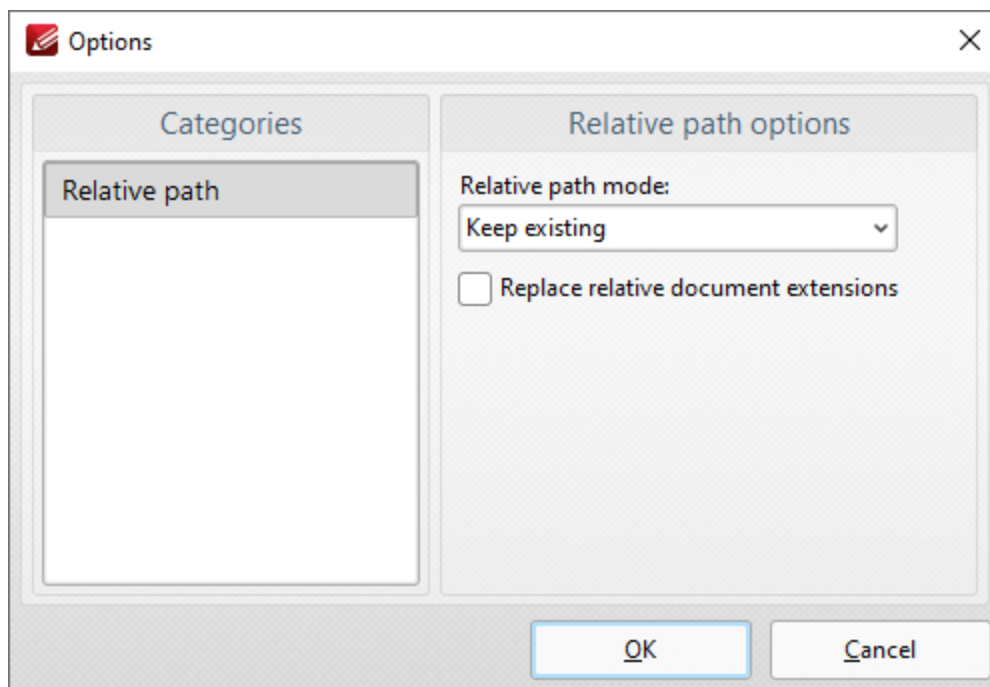 Options
Categories
Relative path
Relative path options
Relative path mode:
Keep existing
Replace relative document extensions
OK
Cancel